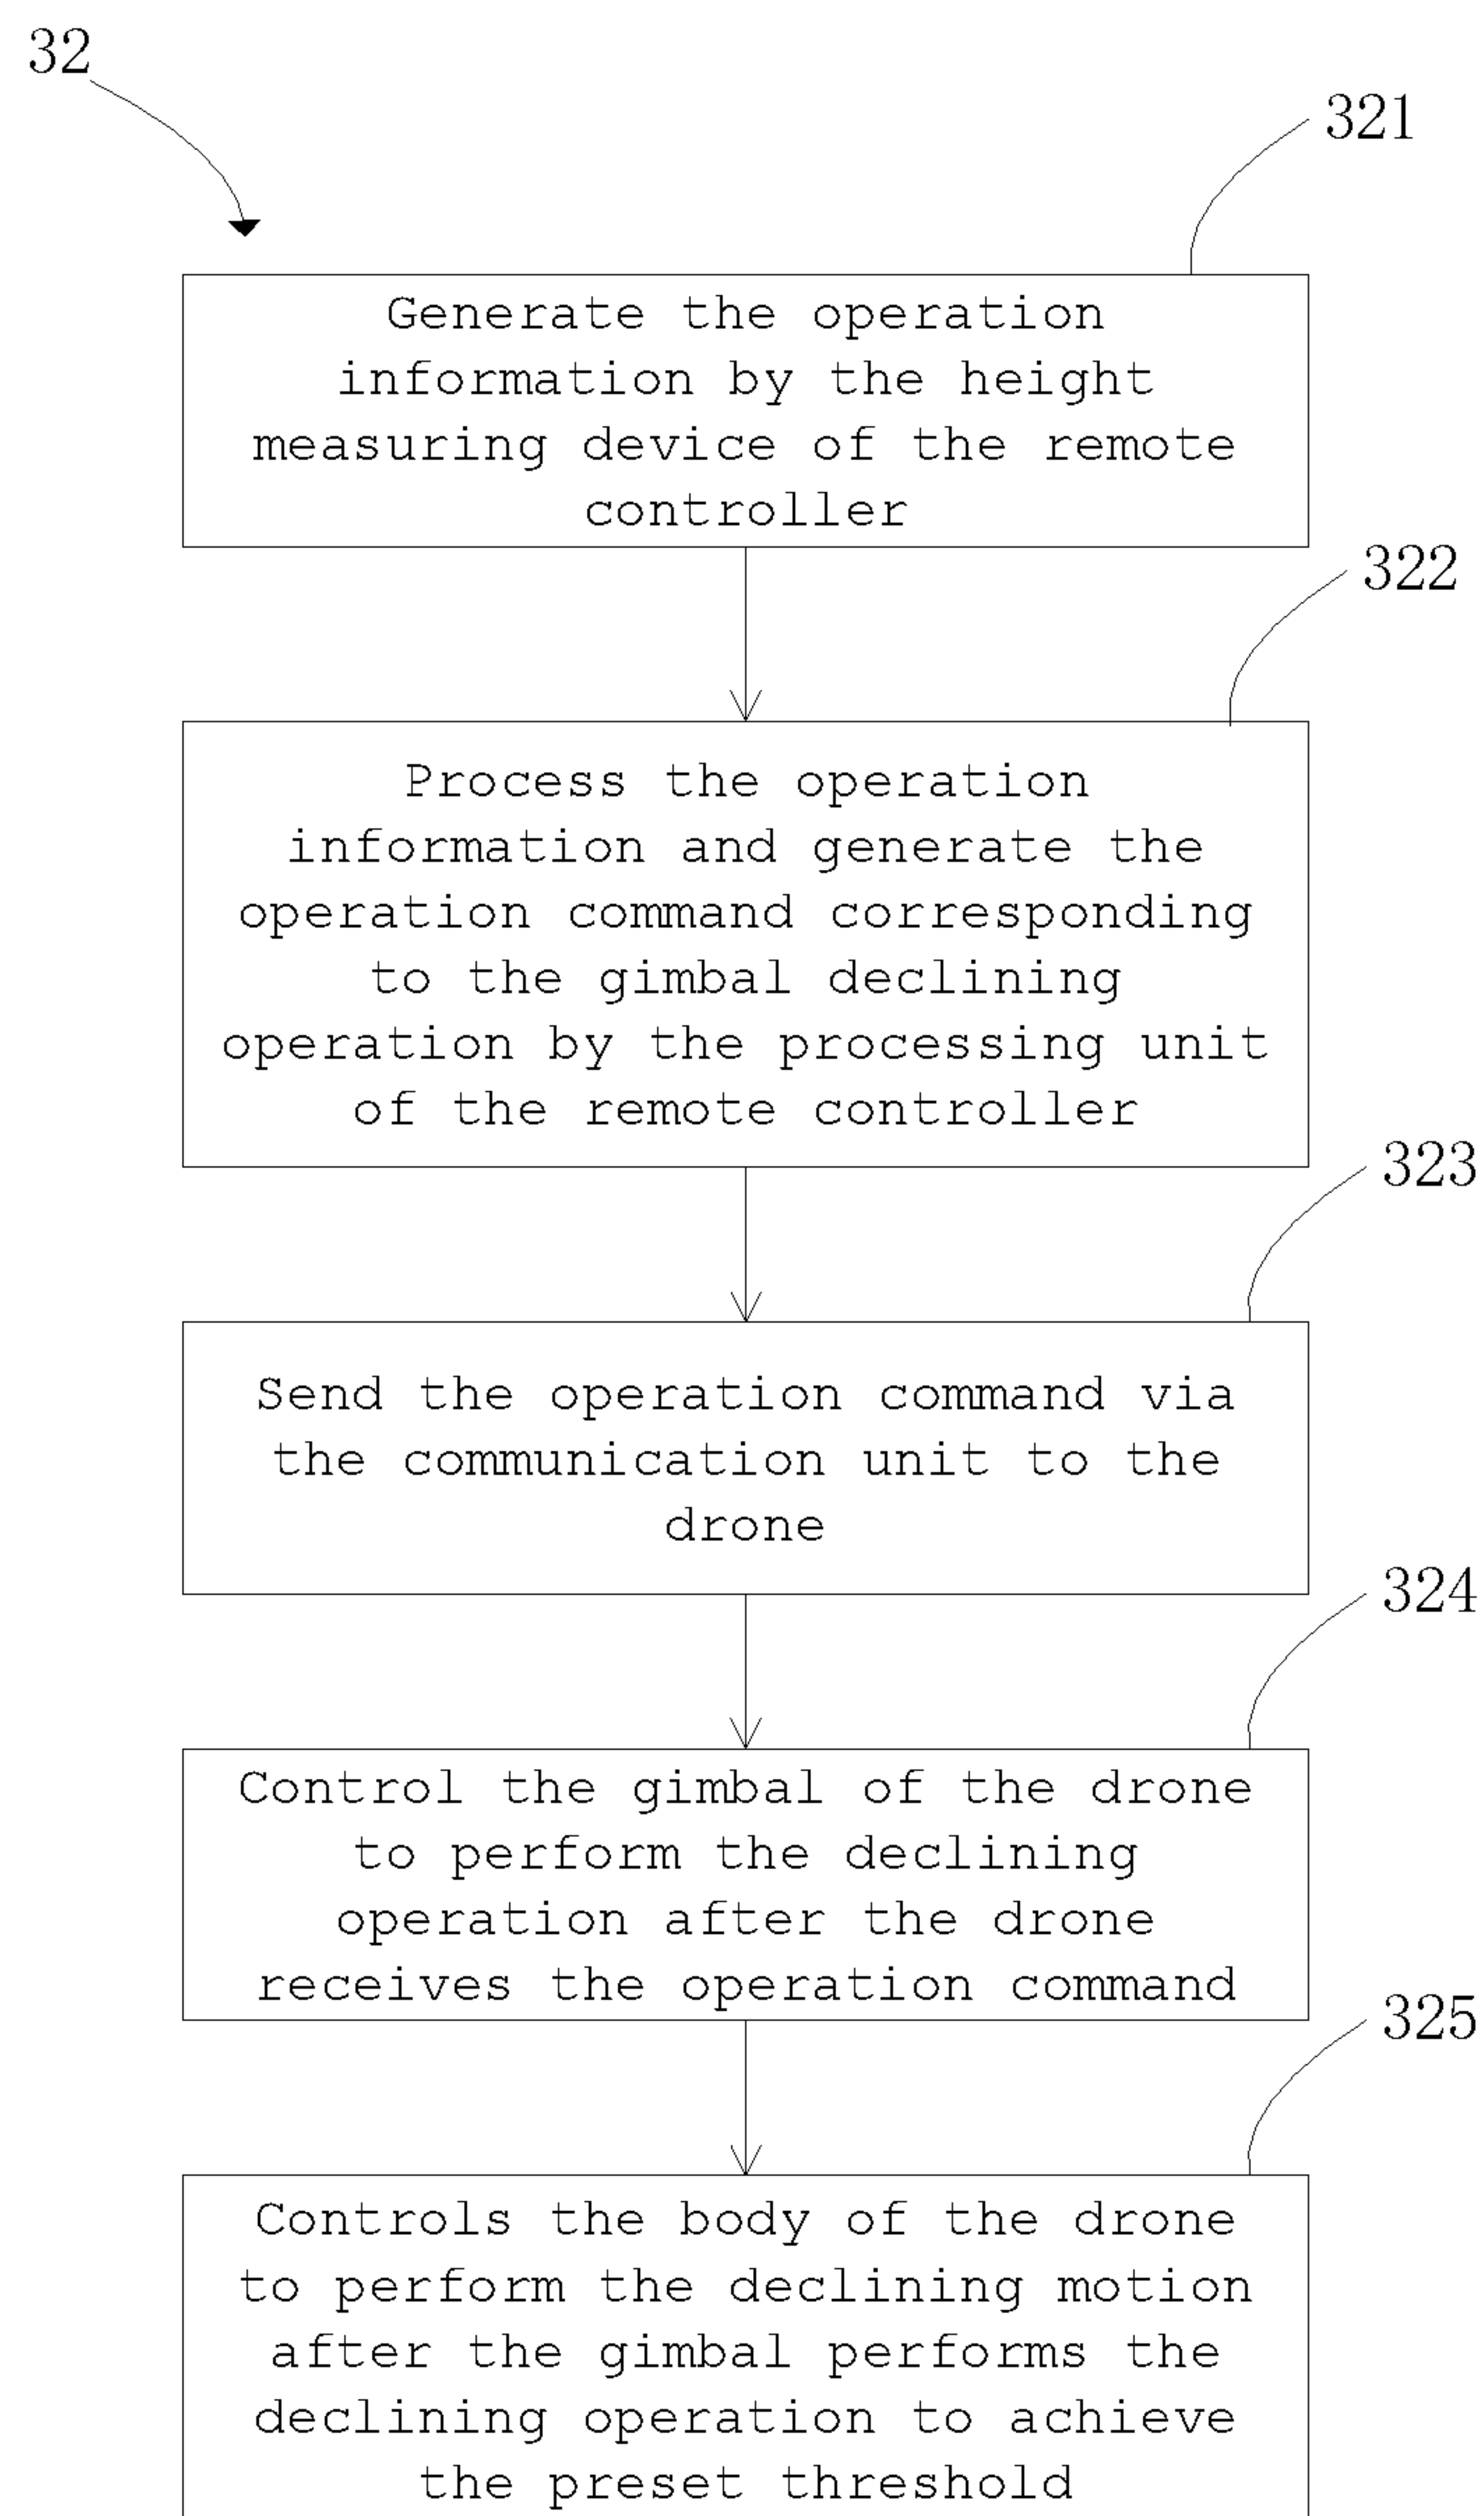 32
321
Generate the operation
information by the height
measuring device of the remote
controller
322
Process the operation
information and generate the
operation command corresponding
to the gimbal declining
operation by the processing unit
of the remote controller
323
Send the operation command via
the communication unit to the
drone
324
Control the gimbal of the drone
to perform the declining
operation after the drone
receives the operation command
325
Controls the body of the drone
to perform the declining motion
after the gimbal performs the
declining operation to achieve
the preset threshold